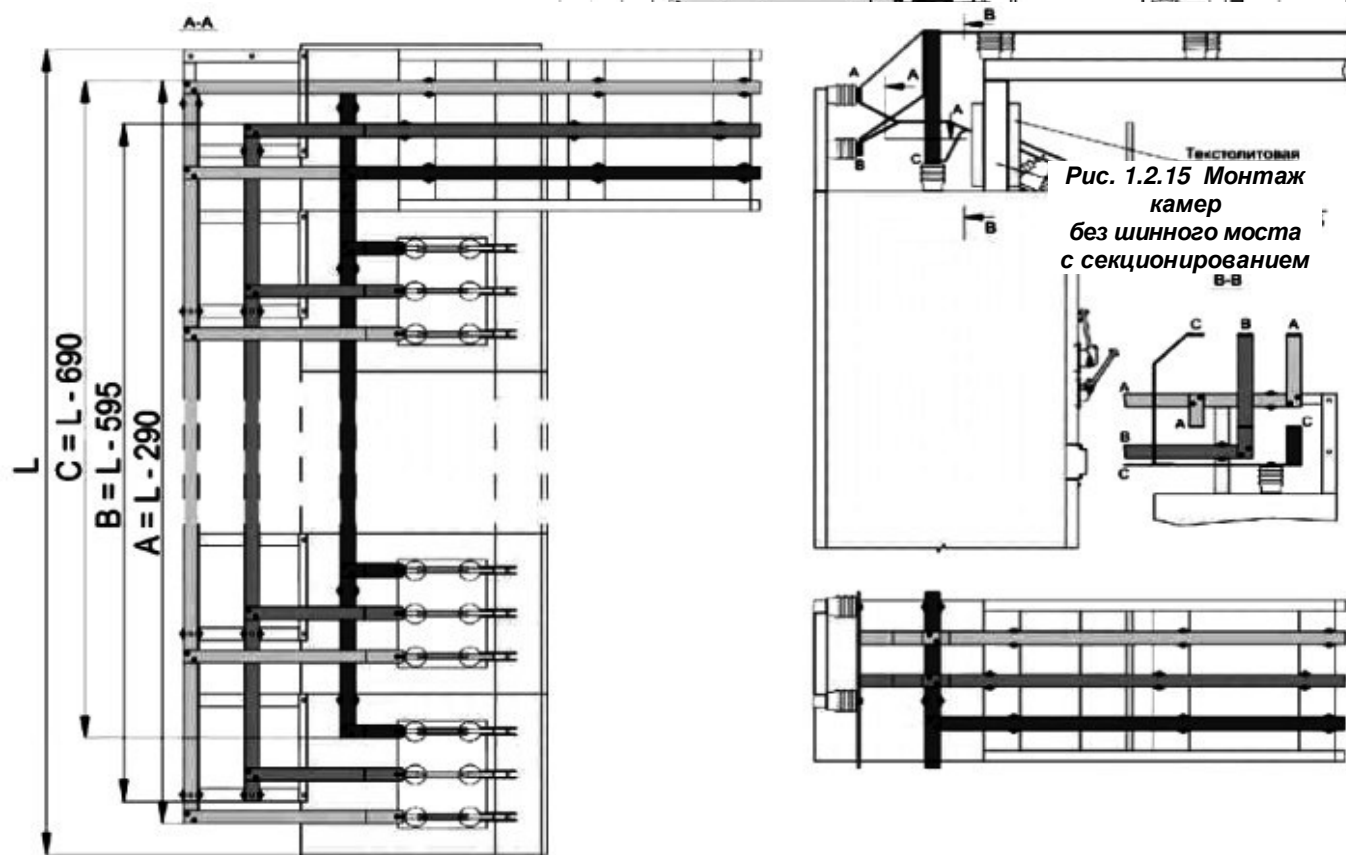 А-А
L
C = L - 690
B = L - 595
A = L - 290
B
A
A
A
B
C
Текстолитовая
Рис. 1.2.15 Монтаж
камер
без шинного моста
с секционированием
B
B-B
C
B
A
A
A
C
B
C